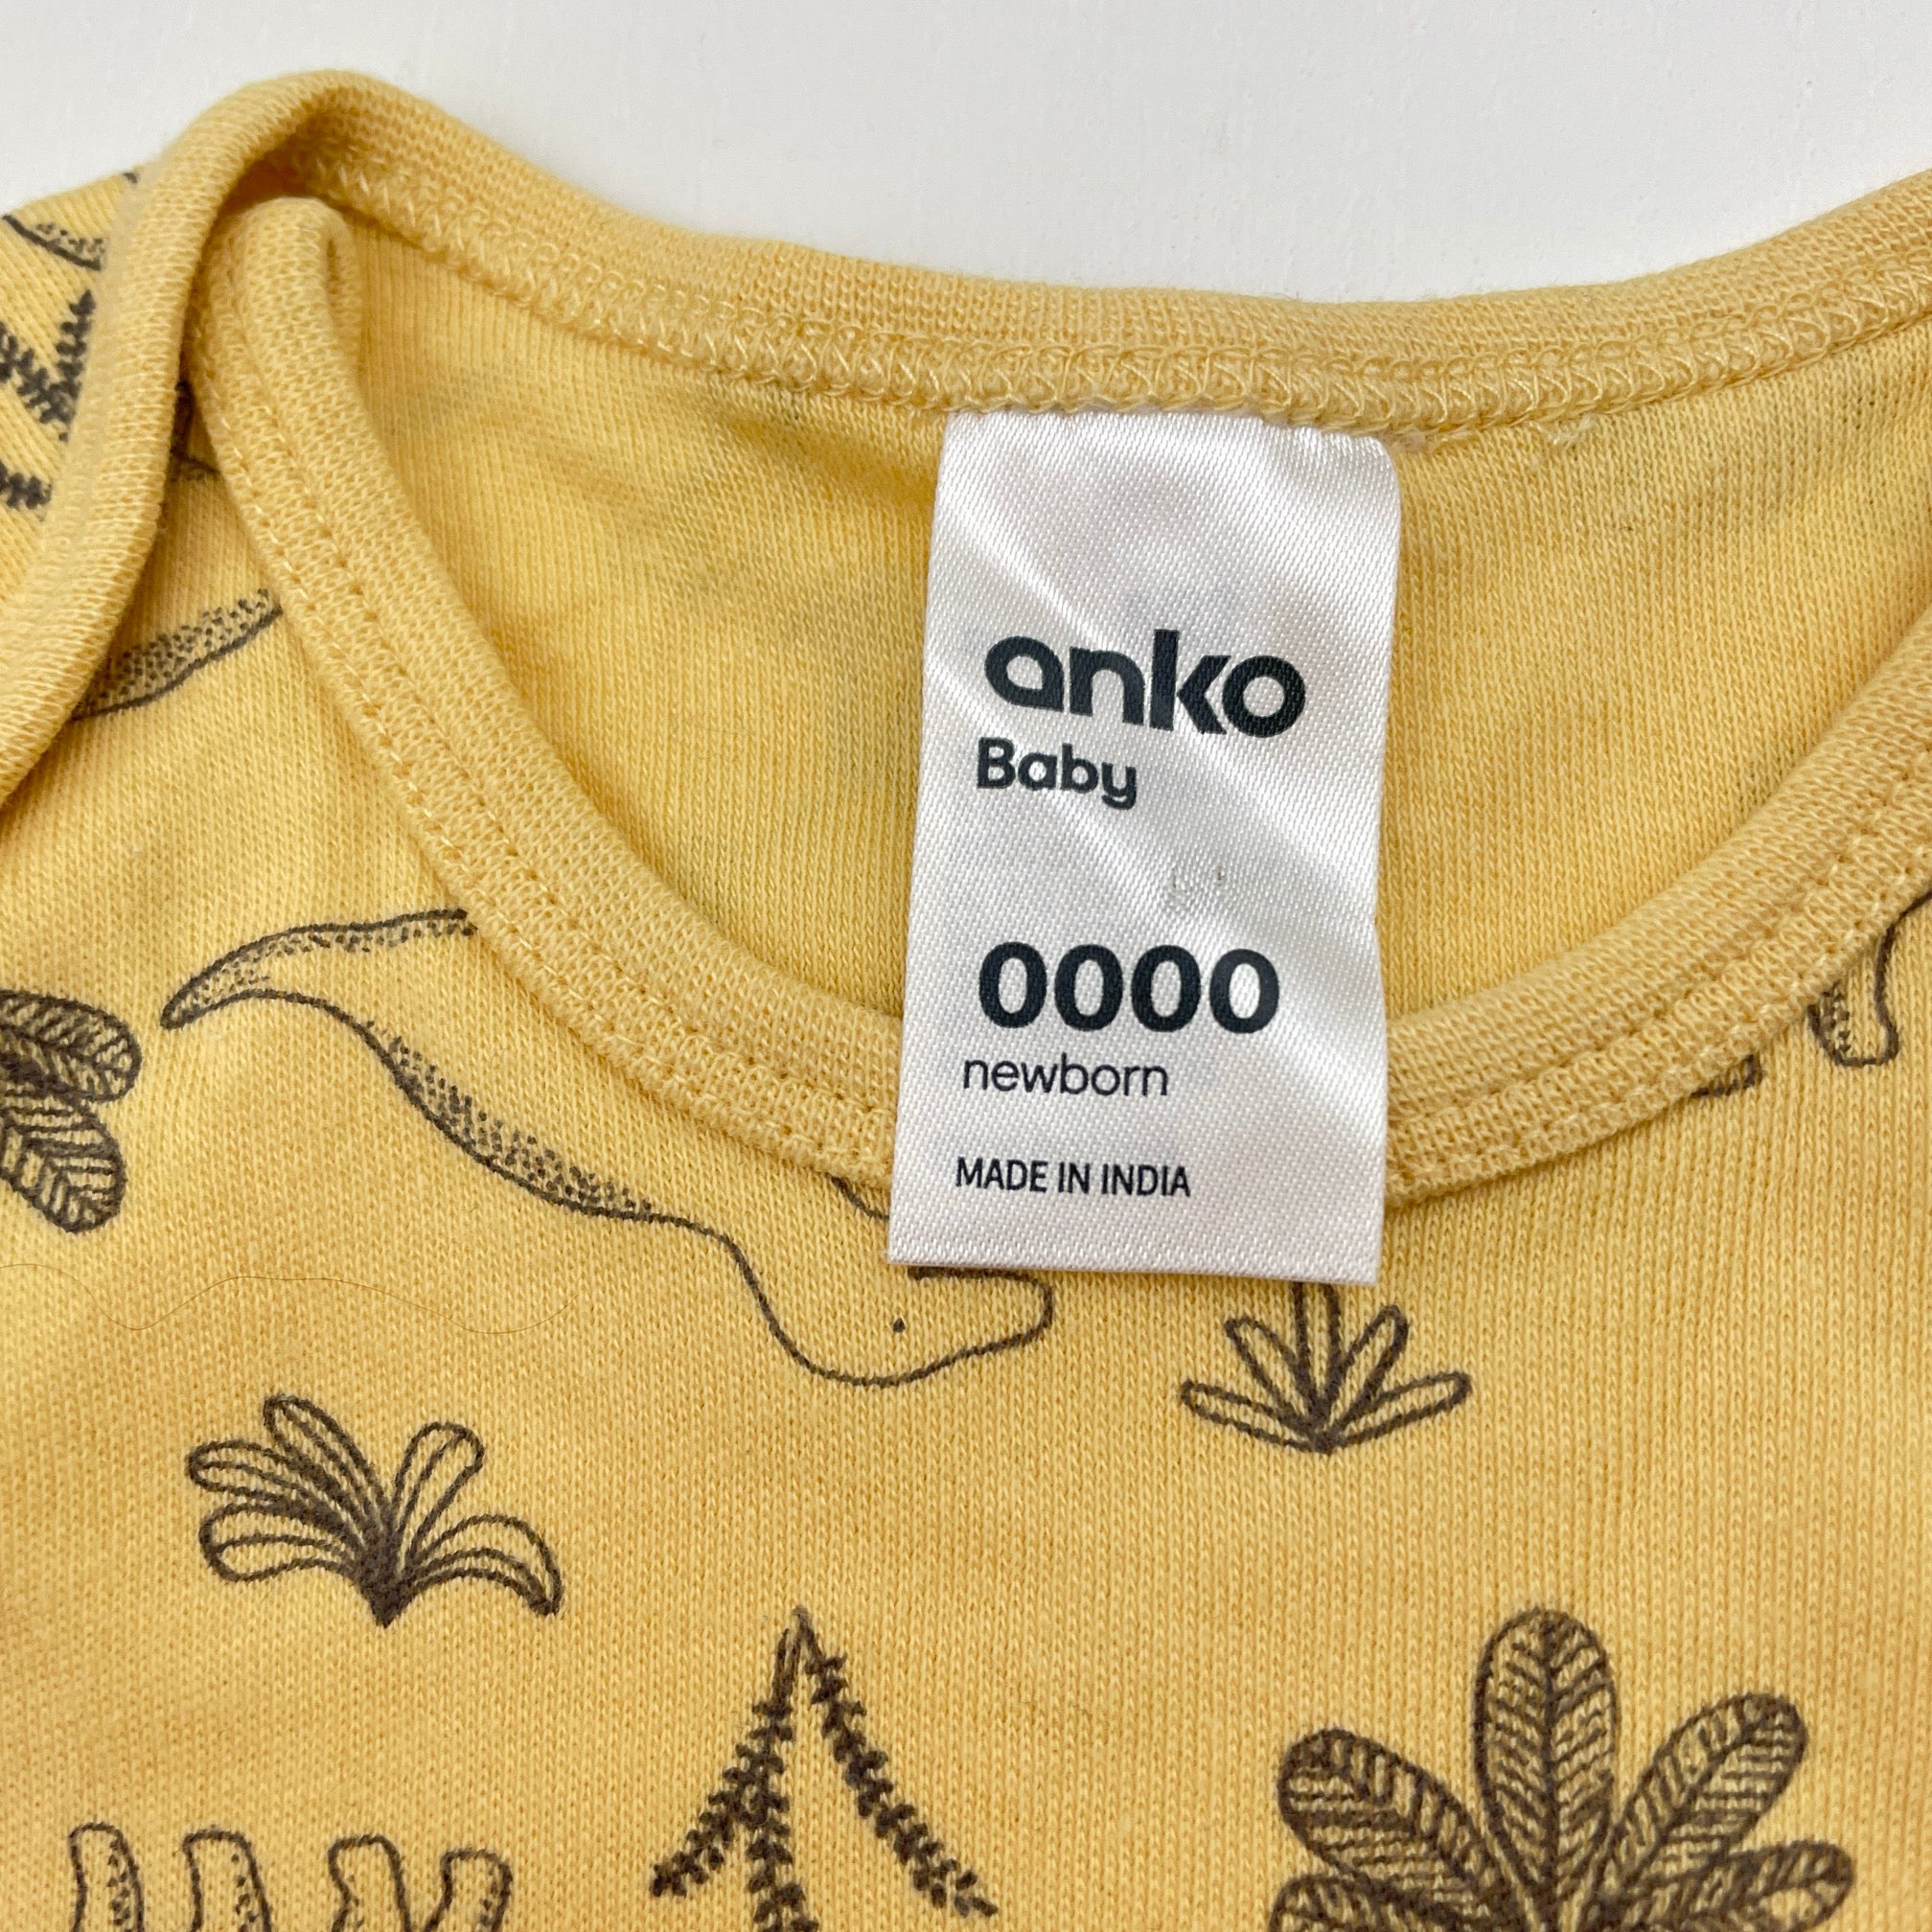 anko
Baby
0000
newborn
MADE IN INDIA